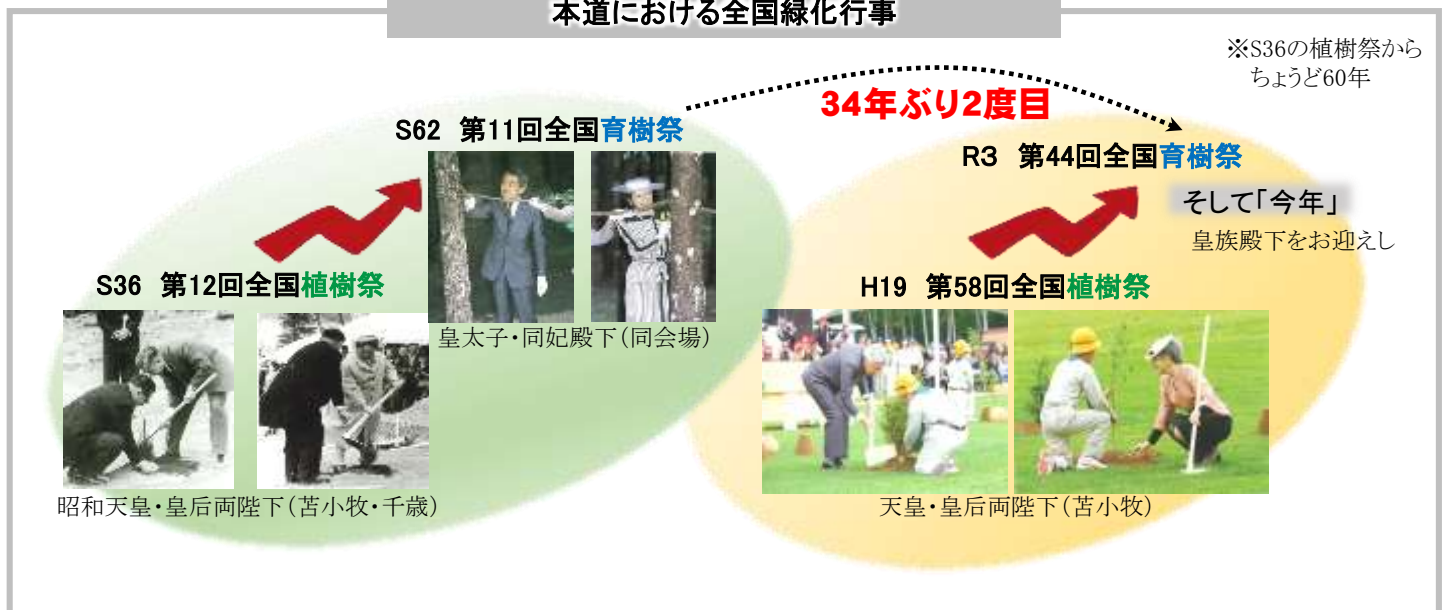 本道における全国緑化行事
※S36の植樹祭から
ちょうど60年
34年ぶり2度目
S62 第11回全国育樹祭
R3 第44回全国育樹祭
そして「今年」
皇族殿下をお迎えし
S36 第12回全国植樹祭
H19 第58回全国植樹祭
皇太子・同妃殿下(同会場)
昭和天皇・皇后両陛下(苫小牧・千歳)
天皇・皇后両陛下(苫小牧)